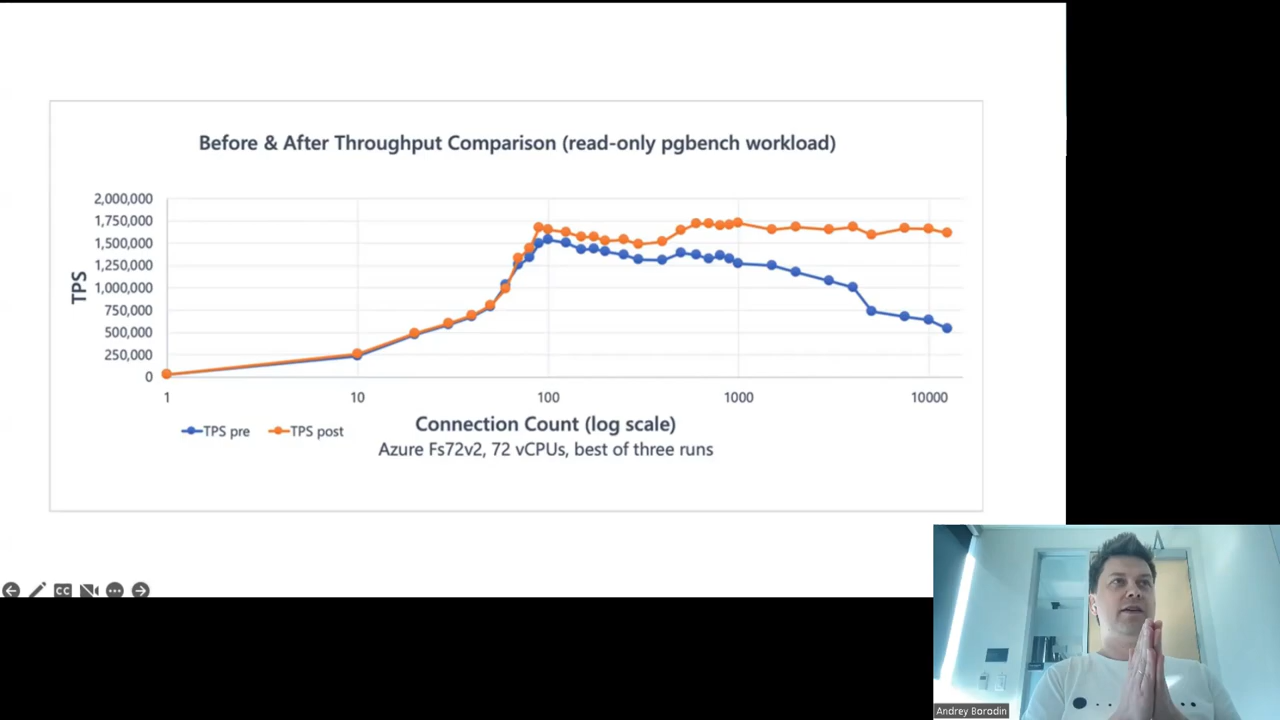 Before & After Throughput Comparison (read-only pgbench workload)
2,000,000
1,750,000
1,500,000
1,250,000
1,000,000
750,000
500,000
250,000
0
TPS
1 10 100 1000 10000
Connection Count (log scale)
TPS pre TPS post
Azure Fs72v2, 72 vCPUs, best of three runs
CC
Andrey Borodin